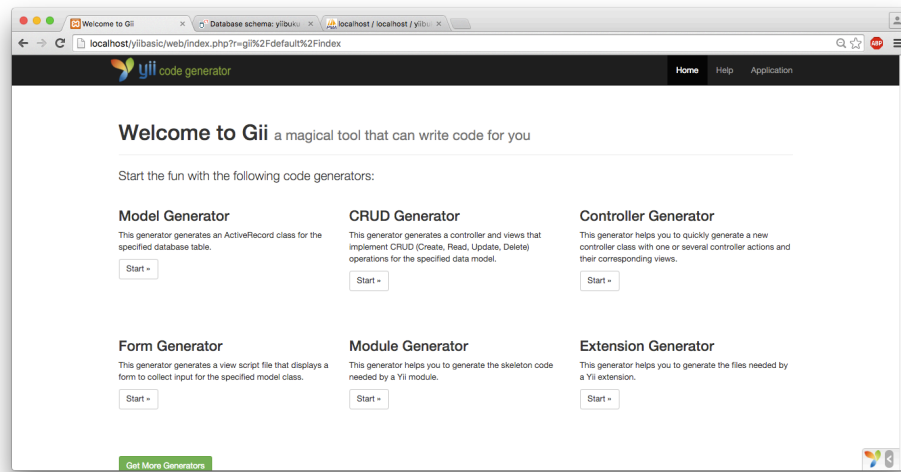 Welcome to Gii
Database schema: yiibuku
localhost / localhost / yiibu
localhost/yiibasic/web/index.php?r=gii%2Fdefault%2Findex
ABP
yii code generator
Home Help Application
Welcome to Gii a magical tool that can write code for you
Start the fun with the following code generators:
Model Generator
This generator generates an ActiveRecord class for the
specified database table.
Start »
CRUD Generator
This generator generates a controller and views that
implement CRUD (Create, Read, Update, Delete)
operations for the specified data model.
Start »
Controller Generator
This generator helps you to quickly generate a new
controller class with one or several controller actions and
their corresponding views.
Start »
Form Generator
This generator generates a view script file that displays a
form to collect input for the specified model class.
Start »
Module Generator
This generator helps you to generate the skeleton code
needed by a Yii module.
Start »
Extension Generator
This generator helps you to generate the files needed by
a Yii extension.
Start »
Get More Generators